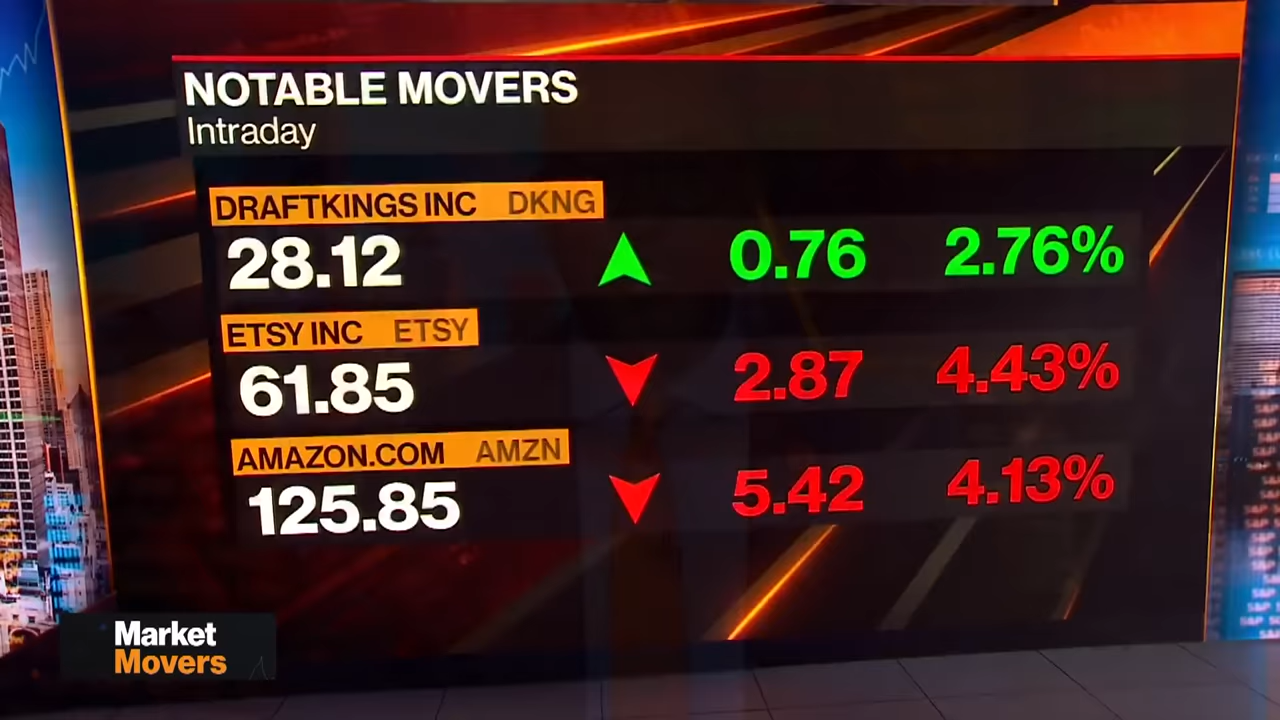 NOTABLE MOVERS
Intraday
DRAFTKINGS INC DKNG
28.12 0.76 2.76%
ETSY INC ETSY
61.85 2.87 4.43%
AMAZON.COM AMZN
125.85 5.42 4.13%
Market
Movers